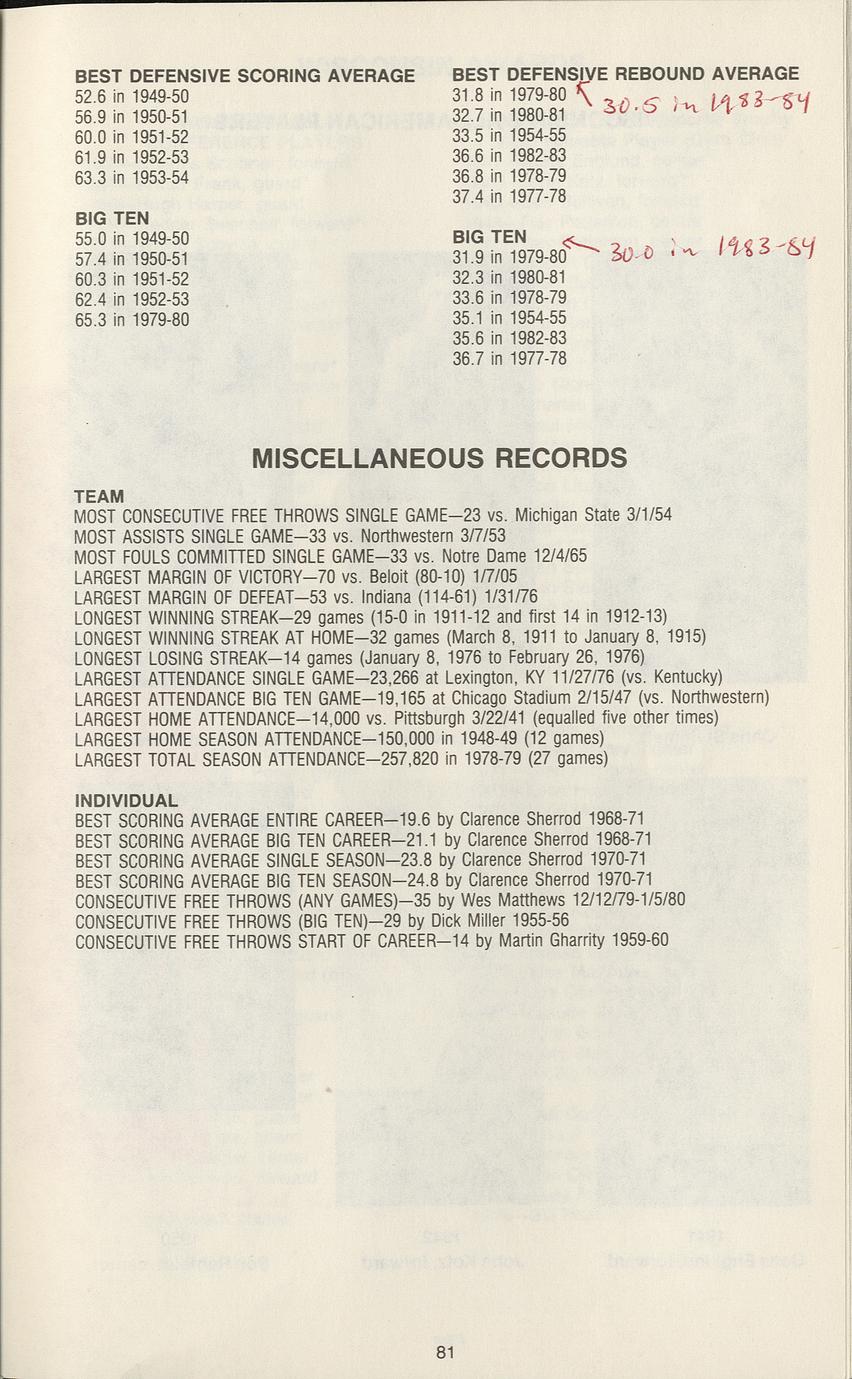 BEST DEFENSIVE SCORING AVERAGE
52.6 in 1949-50
56.9 in 1950-51
60.0 in 1951-52
61.9 in 1952-53
63.3 in 1953-54
BIG TEN
55.0 in 1949-50
57.4 in 1950-51
60.3 in 1951-52
62.4 in 1952-53
65.3 in 1979-80
BEST DEFENSIVE REBOUND AVERAGE
30.5 in 1983-84
31.8 in 1979-80
32.7 in 1980-81
33.5 in 1954-55
36.6 in 1982-83
36.8 in 1978-79
37.4 in 1977-78
BIG TEN
30.0 in 1983-84
31.9 in 1979-80
32.3 in 1980-81
33.6 in 1978-79
35.1 in 1954-55
35.6 in 1982-83
36.7 in 1977-78
MISCELLANEOUS RECORDS
TEAM
MOST CONSECUTIVE FREE THROWS SINGLE GAME—23 vs. Michigan State 3/1/54
MOST ASSISTS SINGLE GAME—33 vs. Northwestern 3/7/53
MOST FOULS COMMITTED SINGLE GAME—33 vs. Notre Dame 12/4/65
LARGEST MARGIN OF VICTORY—70 vs. Beloit (80-10) 1/7/05
LARGEST MARGIN OF DEFEAT—53 vs. Indiana (114-61) 1/31/76
LONGEST WINNING STREAK—29 games (15-0 in 1911-12 and first 14 in 1912-13)
LONGEST WINNING STREAK AT HOME—32 games (March 8, 1911 to January 8, 1915)
LONGEST LOSING STREAK—14 games (January 8, 1976 to February 26, 1976)
LARGEST ATTENDANCE SINGLE GAME—23,266 at Lexington, KY 11/27/76 (vs. Kentucky)
LARGEST ATTENDANCE BIG TEN GAME—19,165 at Chicago Stadium 2/15/47 (vs. Northwestern)
LARGEST HOME ATTENDANCE—14,000 vs. Pittsburgh 3/22/41 (equalled five other times)
LARGEST HOME SEASON ATTENDANCE—150,000 in 1948-49 (12 games)
LARGEST TOTAL SEASON ATTENDANCE—257,820 in 1978-79 (27 games)
INDIVIDUAL
BEST SCORING AVERAGE ENTIRE CAREER—19.6 by Clarence Sherrod 1968-71
BEST SCORING AVERAGE BIG TEN CAREER—21.1 by Clarence Sherrod 1968-71
BEST SCORING AVERAGE SINGLE SEASON—23.8 by Clarence Sherrod 1970-71
BEST SCORING AVERAGE BIG TEN SEASON—24.8 by Clarence Sherrod 1970-71
CONSECUTIVE FREE THROWS (ANY GAMES)—35 by Wes Matthews 12/12/79-1/5/80
CONSECUTIVE FREE THROWS (BIG TEN)—29 by Dick Miller 1955-56
CONSECUTIVE FREE THROWS START OF CAREER—14 by Martin Gharrity 1959-60
81